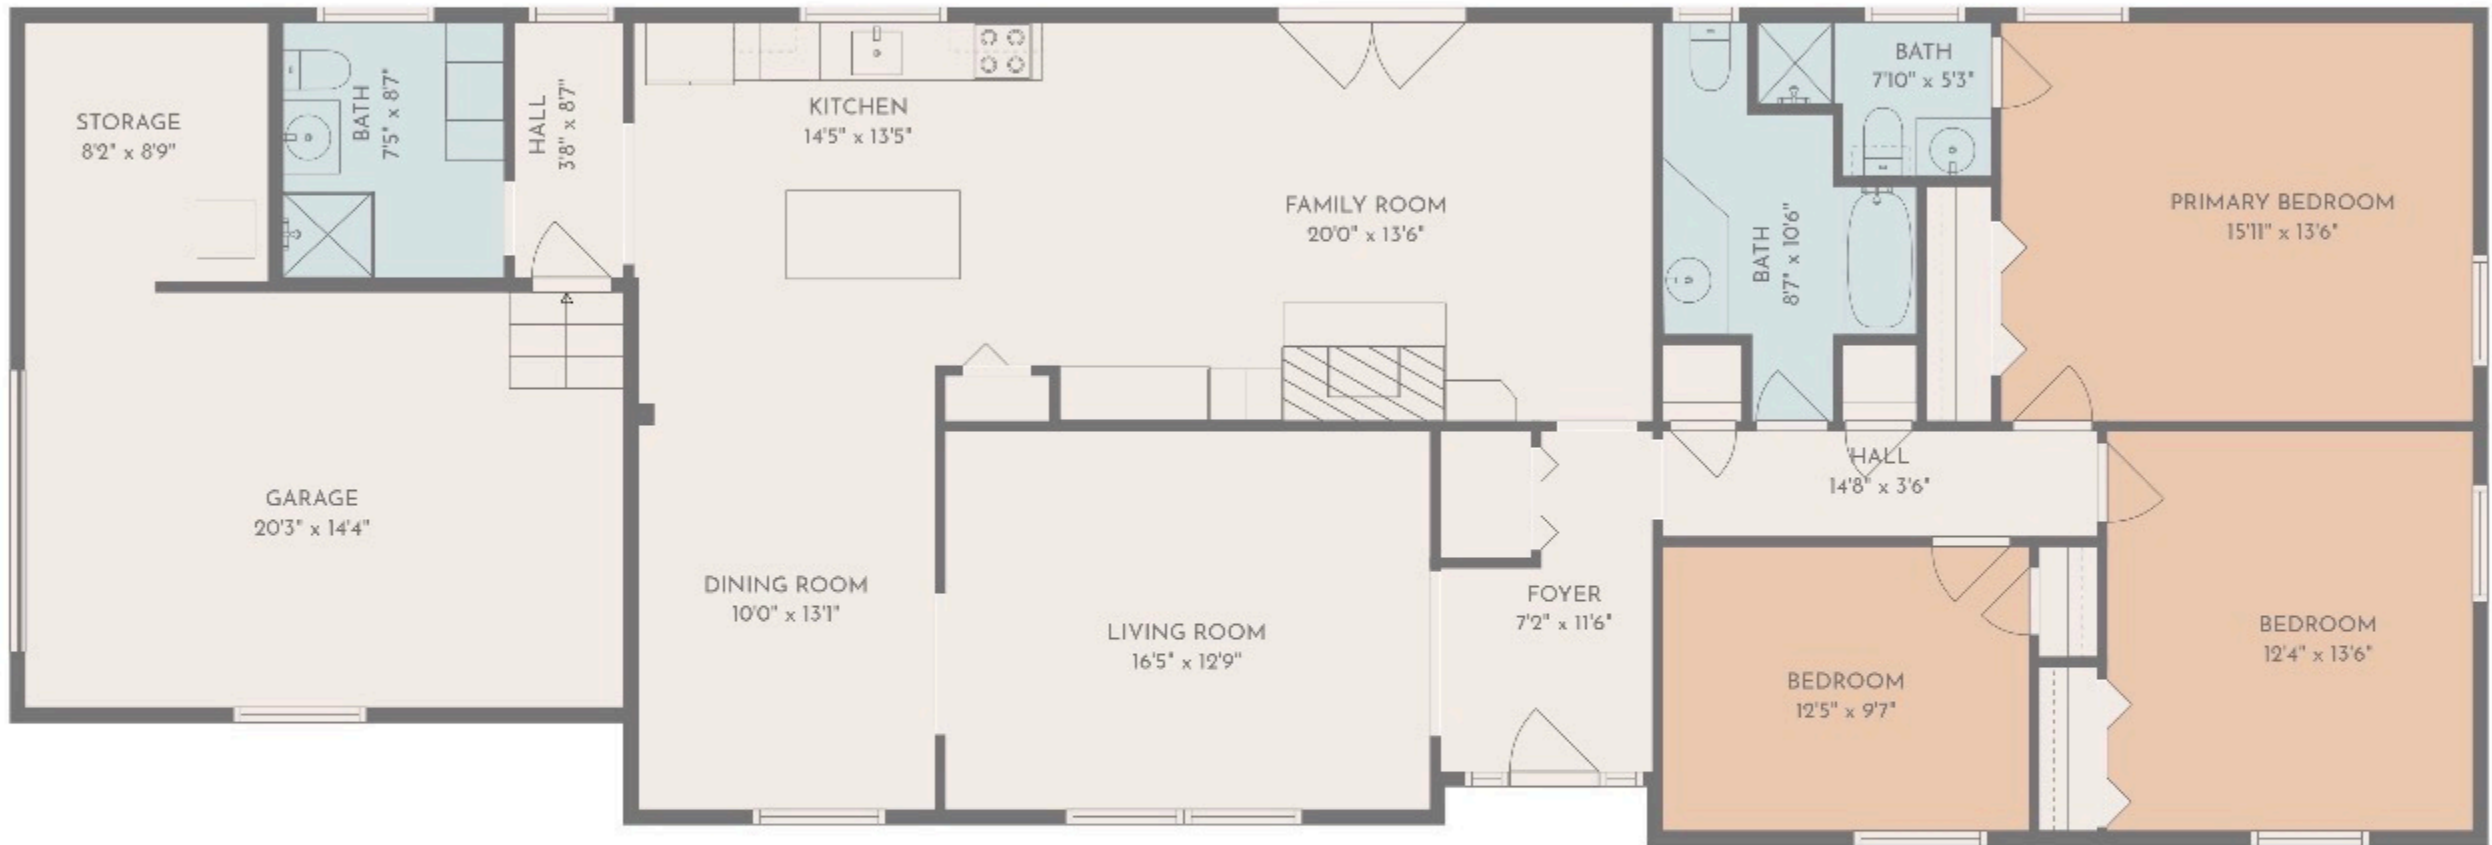 STORAGE
8'2" x 8'9"
BATH
7'5" x 8'7"
HALL
3'8" x 8'7"
KITCHEN
14'5" x 13'5"
FAMILY ROOM
20'0" x 13'6"
BATH
7'10" x 5'3"
BATH
8'7" x 10'6"
PRIMARY BEDROOM
15'11" x 13'6"
GARAGE
20'3" x 14'4"
DINING ROOM
10'0" x 13'1"
LIVING ROOM
16'5" x 12'9"
FOYER
7'2" x 11'6"
HALL
14'8" x 3'6"
BEDROOM
12'5" x 9'7"
BEDROOM
12'4" x 13'6"